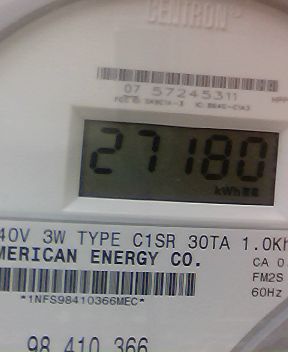 CENTRON®
07 57245311
27180
kWh
40V 3W TYPE C1SR 30TA 1.0Kh
MERICAN ENERGY CO.
CA 0
FM2S
60Hz
*1NFS98410366MEC*
98 410 366